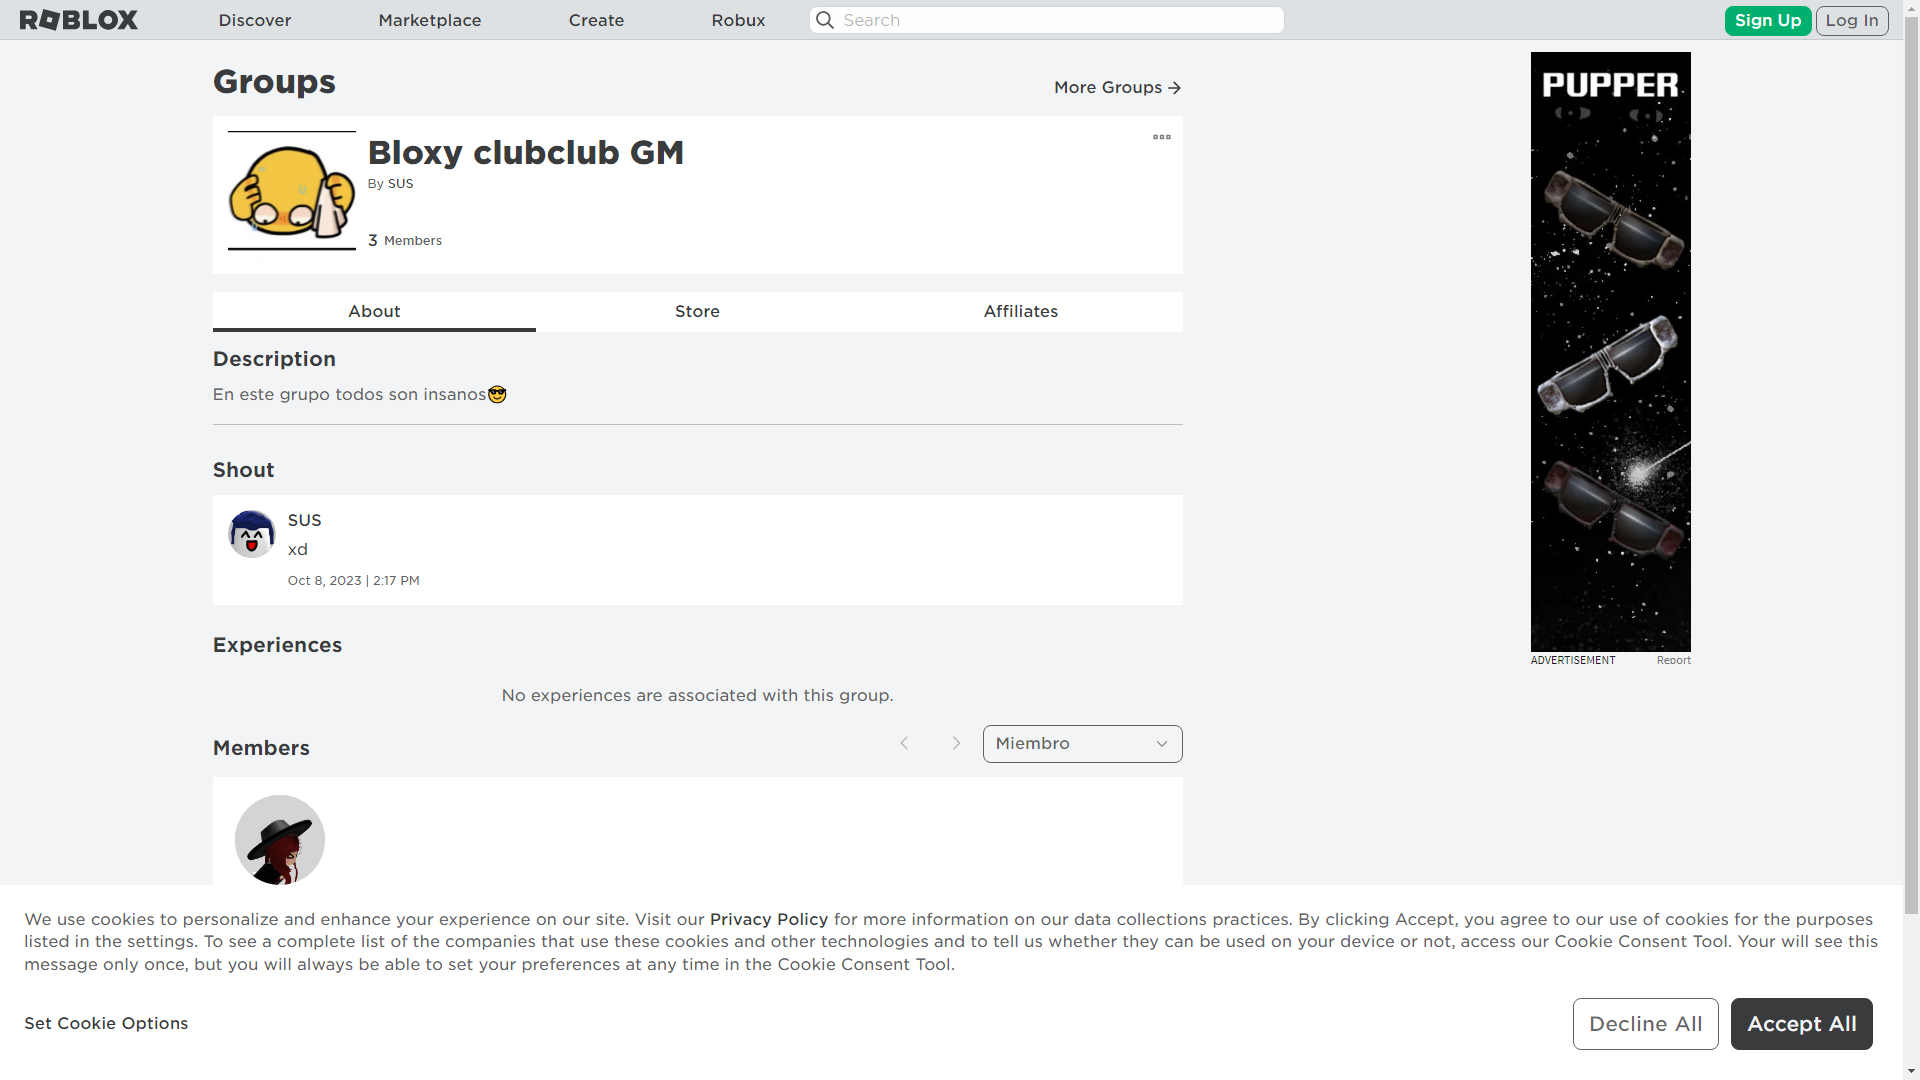 ROBLOX
Discover
Marketplace
Create
Robux
Search
Sign Up
Log In
Groups
More Groups
Bloxy clubclub GM
By SUS
3 Members
About
Store
Affiliates
Description
En este grupo todos son insanos😎
Shout
SUS
xd
Oct 8, 2023 | 2:17 PM
Experiences
No experiences are associated with this group.
Members
Miembro
PUPPER
ADVERTISEMENT
Report
We use cookies to personalize and enhance your experience on our site. Visit our Privacy Policy for more information on our data collections practices. By clicking Accept, you agree to our use of cookies for the purposes
listed in the settings. To see a complete list of the companies that use these cookies and other technologies and to tell us whether they can be used on your device or not, access our Cookie Consent Tool. Your will see this
message only once, but you will always be able to set your preferences at any time in the Cookie Consent Tool.
Set Cookie Options
Decline All
Accept All